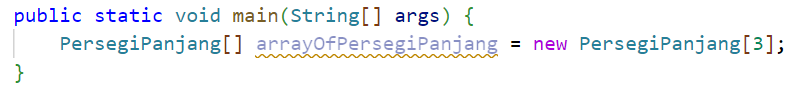 public static void main(String[] args) {
    PersegiPanjang[] arrayOfPersegiPanjang = new PersegiPanjang[3];
}